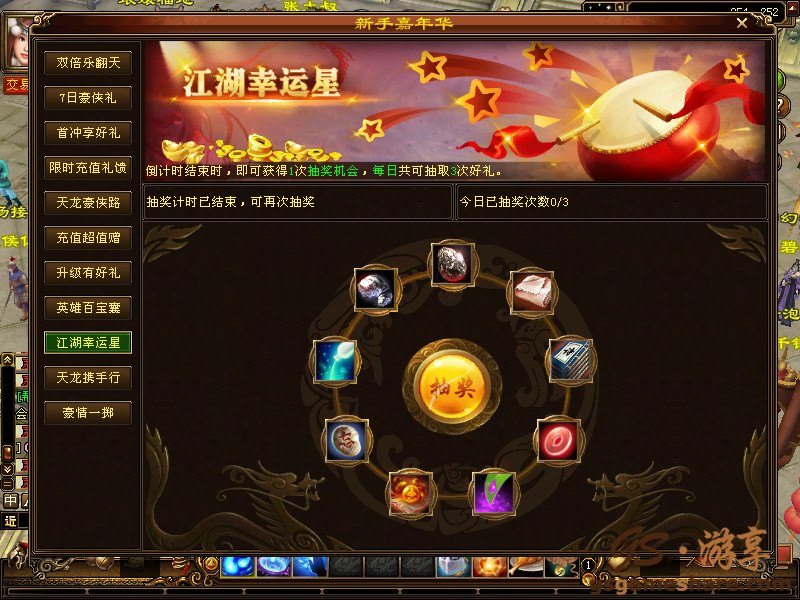 新手嘉年华
交易
双倍乐翻天
7日豪侠礼
首冲享好礼
限时充值礼馈
天龙豪侠路
充值超值赠
升级有好礼
英雄百宝囊
江湖幸运星
天龙携手行
豪情一掷
江湖幸运星
倒计时结束时，即可获得1次抽奖机会，每日共可抽取3次好礼。
抽奖计时已结束，可再次抽奖
今日已抽奖次数0/3
抽奖
申
近
1
GS·游享